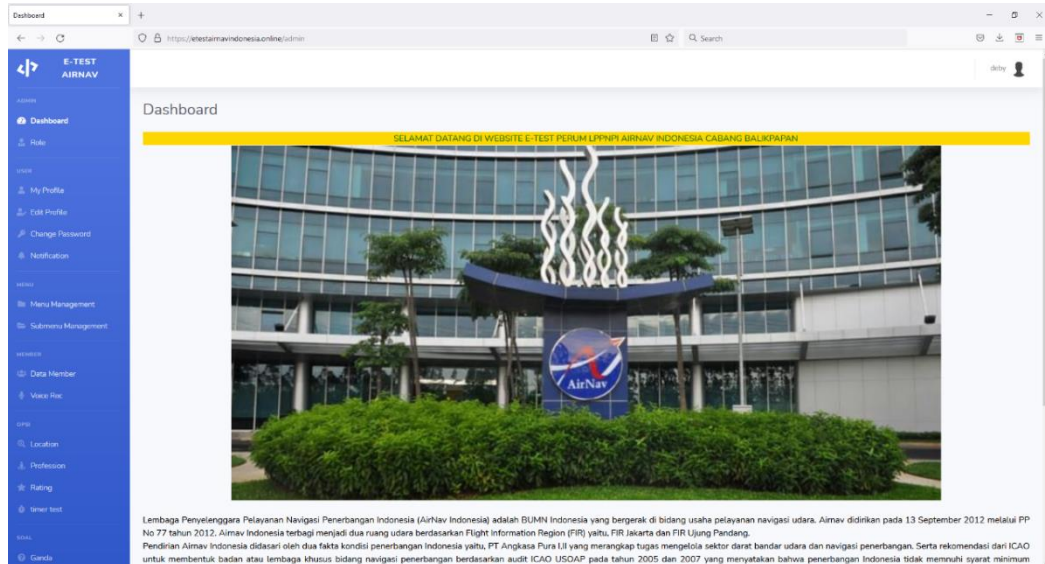 Dashboard
https://etestairnavindonesia.online/admin
Search
E-TEST
AIRNAV
deby
ADMIN
Dashboard
Role
USER
My Profile
Edit Profile
Change Password
Notification
MENU
Menu Management
Submenu Management
MEMBER
Data Member
Voice Rec
OPSI
Location
Profession
Rating
timer test
SOAL
Ganda
Dashboard
SELAMAT DATANG DI WEBSITE E-TEST PERUM LPPNPI AIRNAV INDONESIA CABANG BALIKPAPAN
AirNav
Lembaga Penyelenggara Pelayanan Navigasi Penerbangan Indonesia (AirNav Indonesia) adalah BUMN Indonesia yang bergerak di bidang usaha pelayanan navigasi udara. Airnav didirikan pada 13 September 2012 melalui PP
No 77 tahun 2012. Airnav Indonesia terbagi menjadi dua ruang udara berdasarkan Flight Information Region (FIR) yaitu, FIR Jakarta dan FIR Ujung Pandang.
Pendirian Airnav Indonesia didasari oleh dua fakta kondisi penerbangan Indonesia yaitu, PT Angkasa Pura I,II yang merangkap tugas mengelola sektor darat bandar udara dan navigasi penerbangan. Serta rekomendasi dari ICAO
untuk membentuk badan atau lembaga khusus bidang navigasi penerbangan berdasarkan audit ICAO USOAP pada tahun 2005 dan 2007 yang menyatakan bahwa penerbangan Indonesia tidak memnuhi syarat minimum